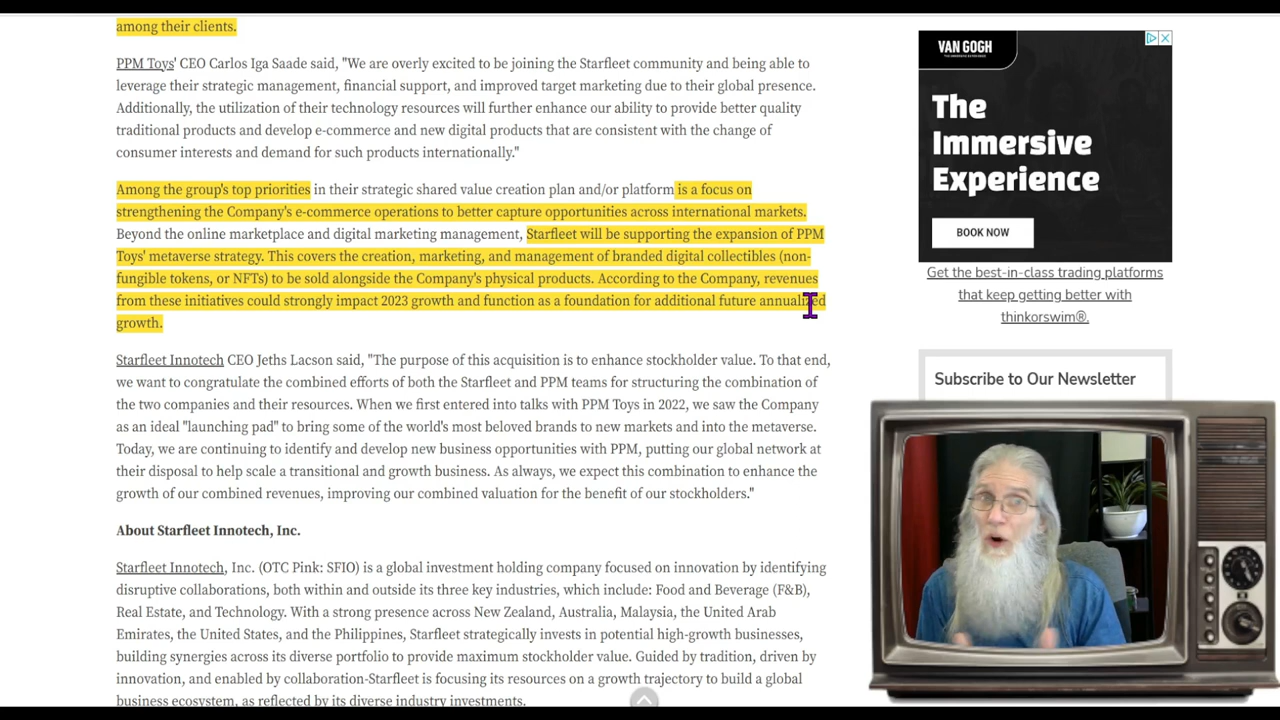 among their clients.
PPM Toys' CEO Carlos Iga Saide said, "We are overly excited to be joining the Starfleet community and being able to
leverage their strategic management, financial support, and improved target marketing due to their global presence.
Additionally, the utilization of their technology resources will further enhance our ability to provide better quality
traditional products and develop e-commerce and new digital products that are consistent with the change of
consumer interests and demand for such products internationally."
Among the group's top priorities in their strategic shared value creation plan and/or platform is a focus on
strengthening the Company's e-commerce operations to better capture opportunities across international markets.
Beyond the online marketplace and digital marketing management, Starfleet will be supporting the expansion of PPM
Toys' metaverse strategy. This covers the creation, marketing, and management of branded digital collectibles (non-
fungible tokens, or NFTs) to be sold alongside the Company's physical products. According to the Company, revenues
from these initiatives could strongly impact 2023 growth and function as a foundation for additional future annualized
growth.
Starfleet Innotech CEO Jeths Lacson said, "The purpose of this acquisition is to enhance stockholder value. To that end,
we want to congratulate the combined efforts of both the Starfleet and PPM teams for structuring the combination of
the two companies and their resources. When we first entered into talks with PPM Toys in 2022, we saw the Company
as an ideal "launching pad" to bring some of the world's most beloved brands to new markets and into the metaverse.
Today, we are continuing to identify and develop new business opportunities with PPM, putting our global network at
their disposal to help scale a transitional and growth business. As always, we expect this combination to enhance the
growth of our combined revenues, improving our combined valuation for the benefit of our stockholders."
About Starfleet Innotech, Inc.
Starfleet Innotech, Inc. (OTC Pink: SFIO) is a global investment holding company focused on innovation by identifying
disruptive collaborations, both within and outside its three key industries, which include: Food and Beverage (F&B),
Real Estate, and Technology. With a strong presence across New Zealand, Australia, Malaysia, the United Arab
Emirates, the United States, and the Philippines, Starfleet strategically invests in potential high-growth businesses,
building synergies across its diverse portfolio to provide maximum stockholder value. Guided by tradition, driven by
innovation, and enabled by collaboration-Starfleet is focusing its resources on a growth trajectory to build a global
business ecosystem, as reflected by its diverse industry investments.
VAN GOGH
The
Immersive
Experience
BOOK NOW
Get the best-in-class trading platforms
that keep getting better with
thinkorswim®.
Subscribe to Our Newsletter